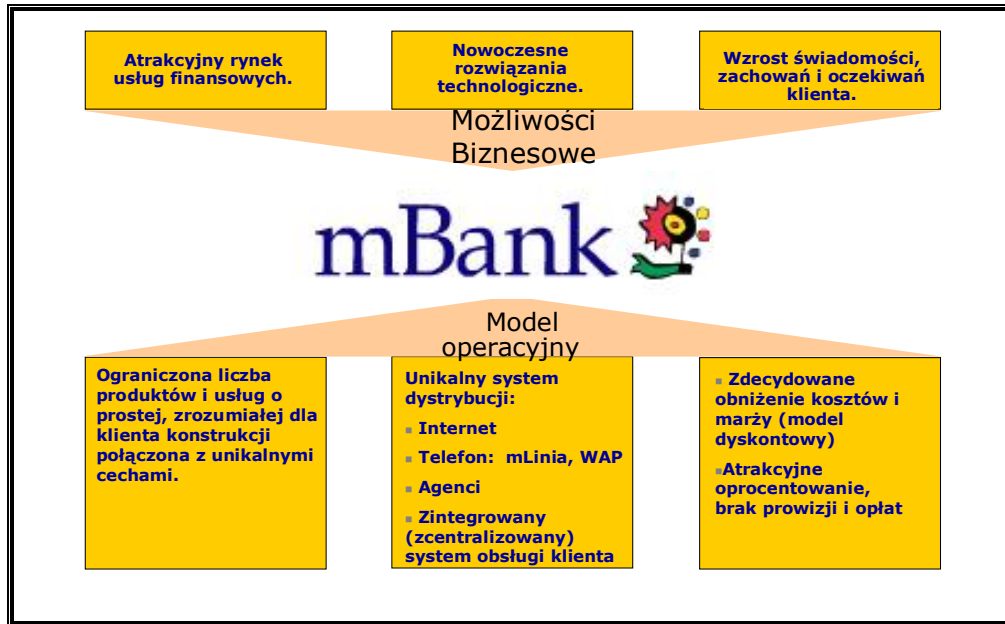 Atrakcyjny rynek
usług finansowych.
Nowoczesne
rozwiązania
technologiczne.
Wzrost świadomości,
zachowań i oczekiwań
klienta.
Możliwości
Biznesowe
mBank
Model
operacyjny
Ograniczona liczba
produktów i usług o
prostej, zrozumiałej dla
klienta konstrukcji
połączona z unikalnymi
cechami.
Unikalny system
dystrybucji:
▪ Internet
▪ Telefon: mLinia, WAP
▪ Agenci
▪ Zintegrowany
(zcentralizowany)
system obsługi klienta
▪ Zdecydowane
obniżenie kosztów i
marży (model
dyskontowy)
▪Atrakcyjne
oprocentowanie,
brak prowizji i opłat